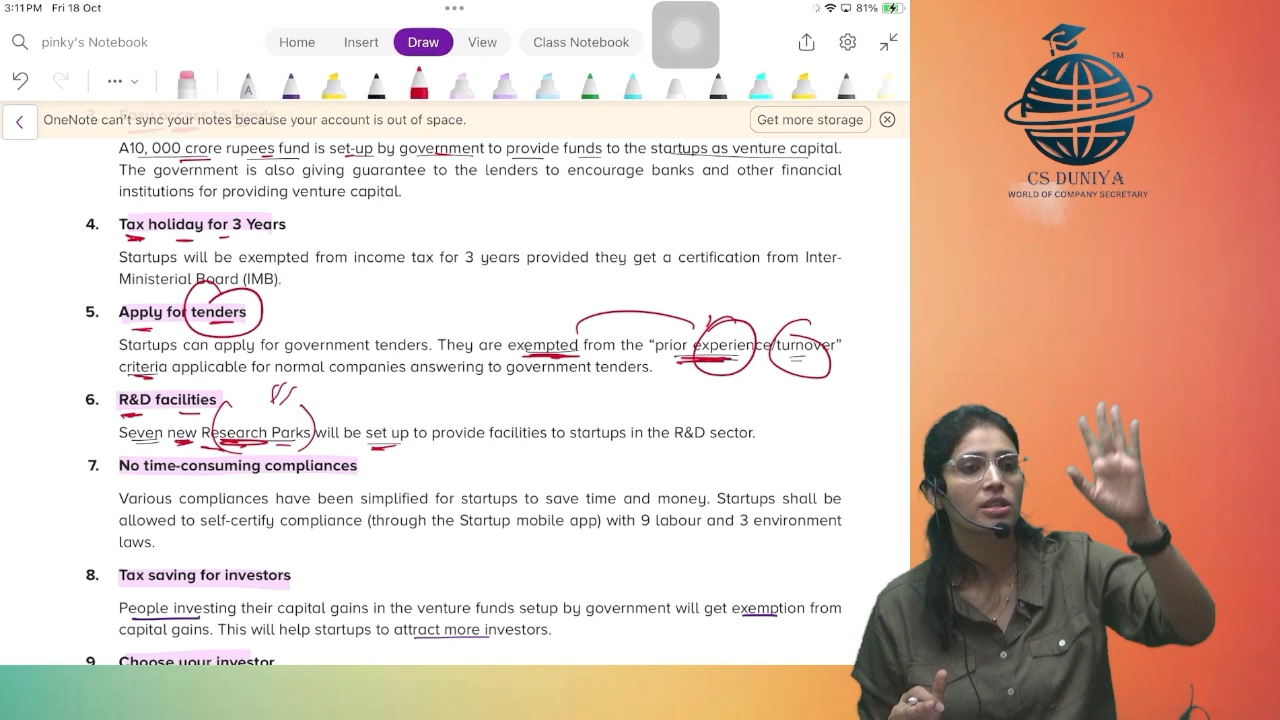 3:11PM Fri 18 Oct
81%
pinky's Notebook
Home Insert Draw View Class Notebook
A
OneNote can't sync your notes because your account is out of space.
Get more storage
A10, 000 crore rupees fund is set-up by government to provide funds to the startups as venture capital.
The government is also giving guarantee to the lenders to encourage banks and other financial
institutions for providing venture capital.
4. Tax holiday for 3 Years
Startups will be exempted from income tax for 3 years provided they get a certification from Inter-
Ministerial Board (IMB).
5. Apply for tenders
Startups can apply for government tenders. They are exempted from the “prior experience/turnover”
criteria applicable for normal companies answering to government tenders.
6. R&D facilities
Seven new Research Parks will be set up to provide facilities to startups in the R&D sector.
7. No time-consuming compliances
Various compliances have been simplified for startups to save time and money. Startups shall be
allowed to self-certify compliance (through the Startup mobile app) with 9 labour and 3 environment
laws.
8. Tax saving for investors
People investing their capital gains in the venture funds setup by government will get exemption from
capital gains. This will help startups to attract more investors.
9. Choose your investor
TM
CS DUNIYA
WORLD OF COMPANY SECRETARY